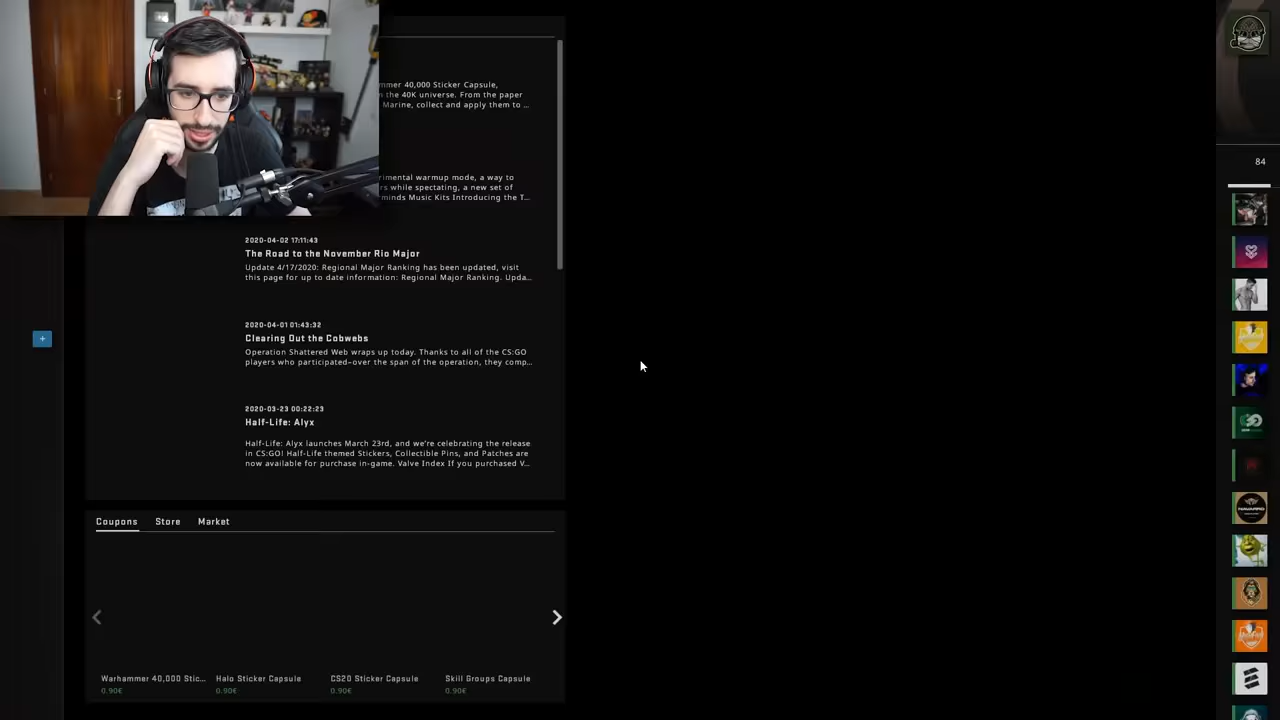 mmer 40,000 Sticker Capsule,
n the 40K universe. From the paper
Marine, collect and apply them to ...
84
rimental warmup mode, a way to
rs while spectating, a new set of
minds Music Kits Introducing the T...
2020-04-02 17:11:43
The Road to the November Rio Major
Update 4/17/2020: Regional Major Ranking has been updated, visit
this page for up to date information: Regional Major Ranking. Upda...
2020-04-01 01:43:32
Clearing Out the Cobwebs
Operation Shattered Web wraps up today. Thanks to all of the CS:GO
players who participated–over the span of the operation, they comp...
2020-03-23 00:22:23
Half-Life: Alyx
Half-Life: Alyx launches March 23rd, and we're celebrating the release
in CS:GO! Half-Life themed Stickers, Collectible Pins, and Patches are
now available for purchase in-game. Valve Index If you purchased V...
Coupons Store Market
Warhammer 40,000 Stic... Halo Sticker Capsule CS20 Sticker Capsule Skill Groups Capsule
0.90€ 0.90€ 0.90€ 0.90€